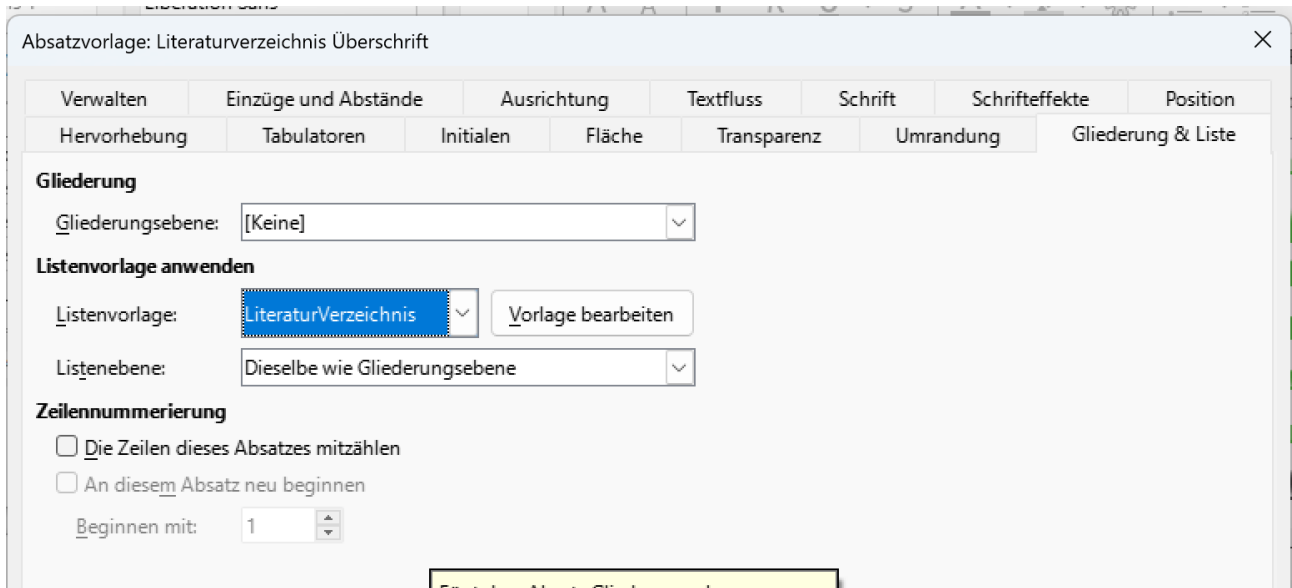 Liberation Sans
Absatzvorlage: Literaturverzeichnis Überschrift
Verwalten Einzüge und Abstände Ausrichtung Textfluss Schrift Schrifteffekte Position
Hervorhebung Tabulatoren Initialen Fläche Transparenz Umrandung Gliederung & Liste
Gliederung
Gliederungsebene: [Keine]
Listenvorlage anwenden
Listenvorlage: LiteraturVerzeichnis Vorlage bearbeiten
Listenebene: Dieselbe wie Gliederungsebene
Zeilennummerierung
Die Zeilen dieses Absatzes mitzählen
An diesem Absatz neu beginnen
Beginnen mit: 1